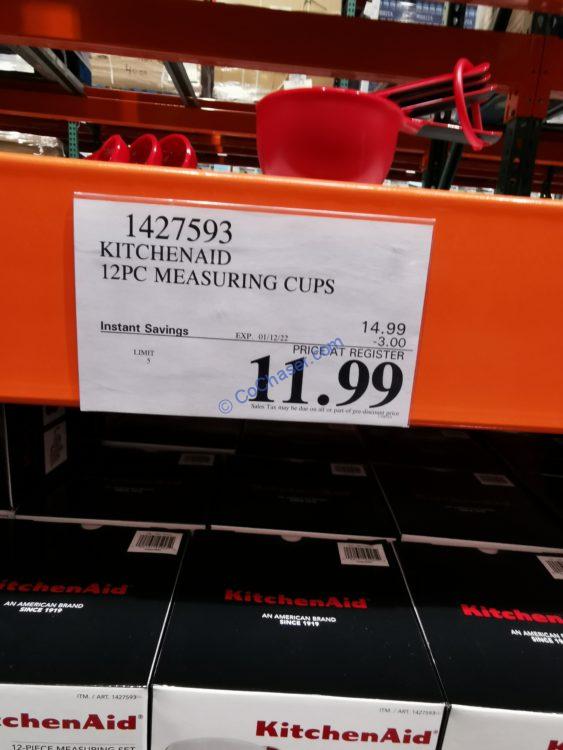 1427593
KITCHENAID
12PC MEASURING CUPS
Instant Savings EXP. 01/12/22 14.99
-3.00
LIMIT
5
PRICE AT REGISTER
11.99
Sales Tax may be due on all or part of pre-discount price
© CoChaser.com
KitchenAid
AN AMERICAN BRAND
SINCE 1919
KitchenAid
AN AMERICAN BRAND
SINCE 1919
KitchenAid
AN AMERICAN BRAND
SINCE 1919
ITM. / ART. 1427593
ITM. / ART. 1427593
tchenAid®
12-PIECE MEASURING SET
KitchenAid®
KitchenAid